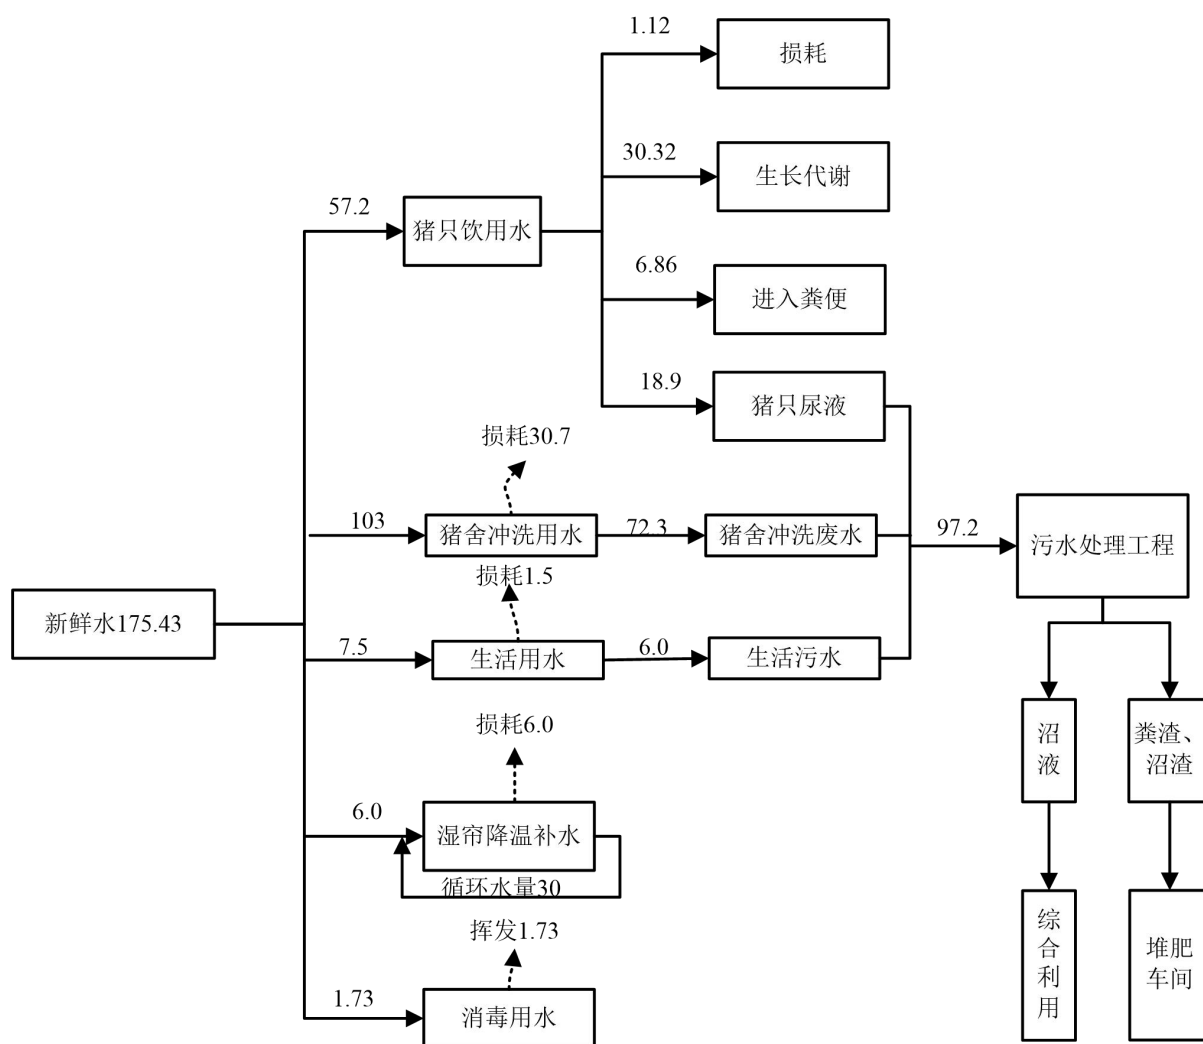 1.12
损耗
30.32
生长代谢
57.2
猪只饮用水
6.86
进入粪便
18.9
猪只尿液
损耗30.7
103
猪舍冲洗用水
72.3
猪舍冲洗废水
97.2
污水处理工程
损耗1.5
新鲜水175.43
7.5
生活用水
6.0
生活污水
损耗6.0
沼
液
粪渣、
沼渣
6.0
湿帘降温补水
循环水量30
挥发1.73
综
合
利
用
堆肥
车间
1.73
消毒用水